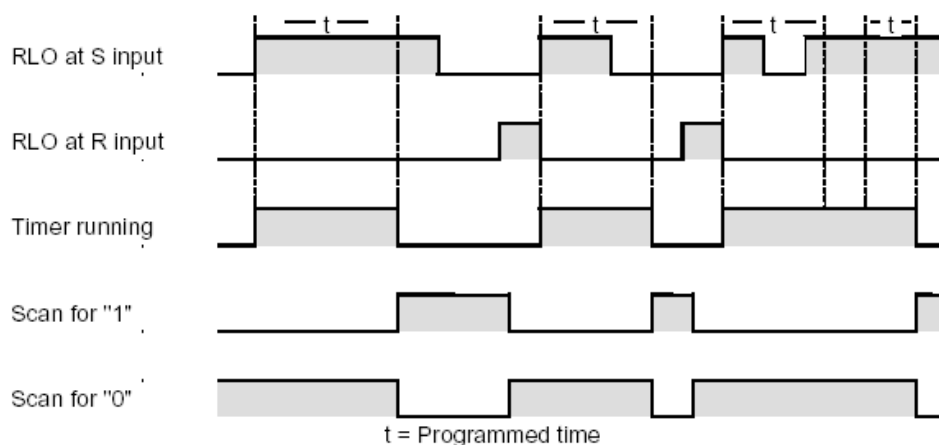 t t t t
RLO at S input
RLO at R input
Timer running
Scan for "1"
Scan for "0"
t = Programmed time